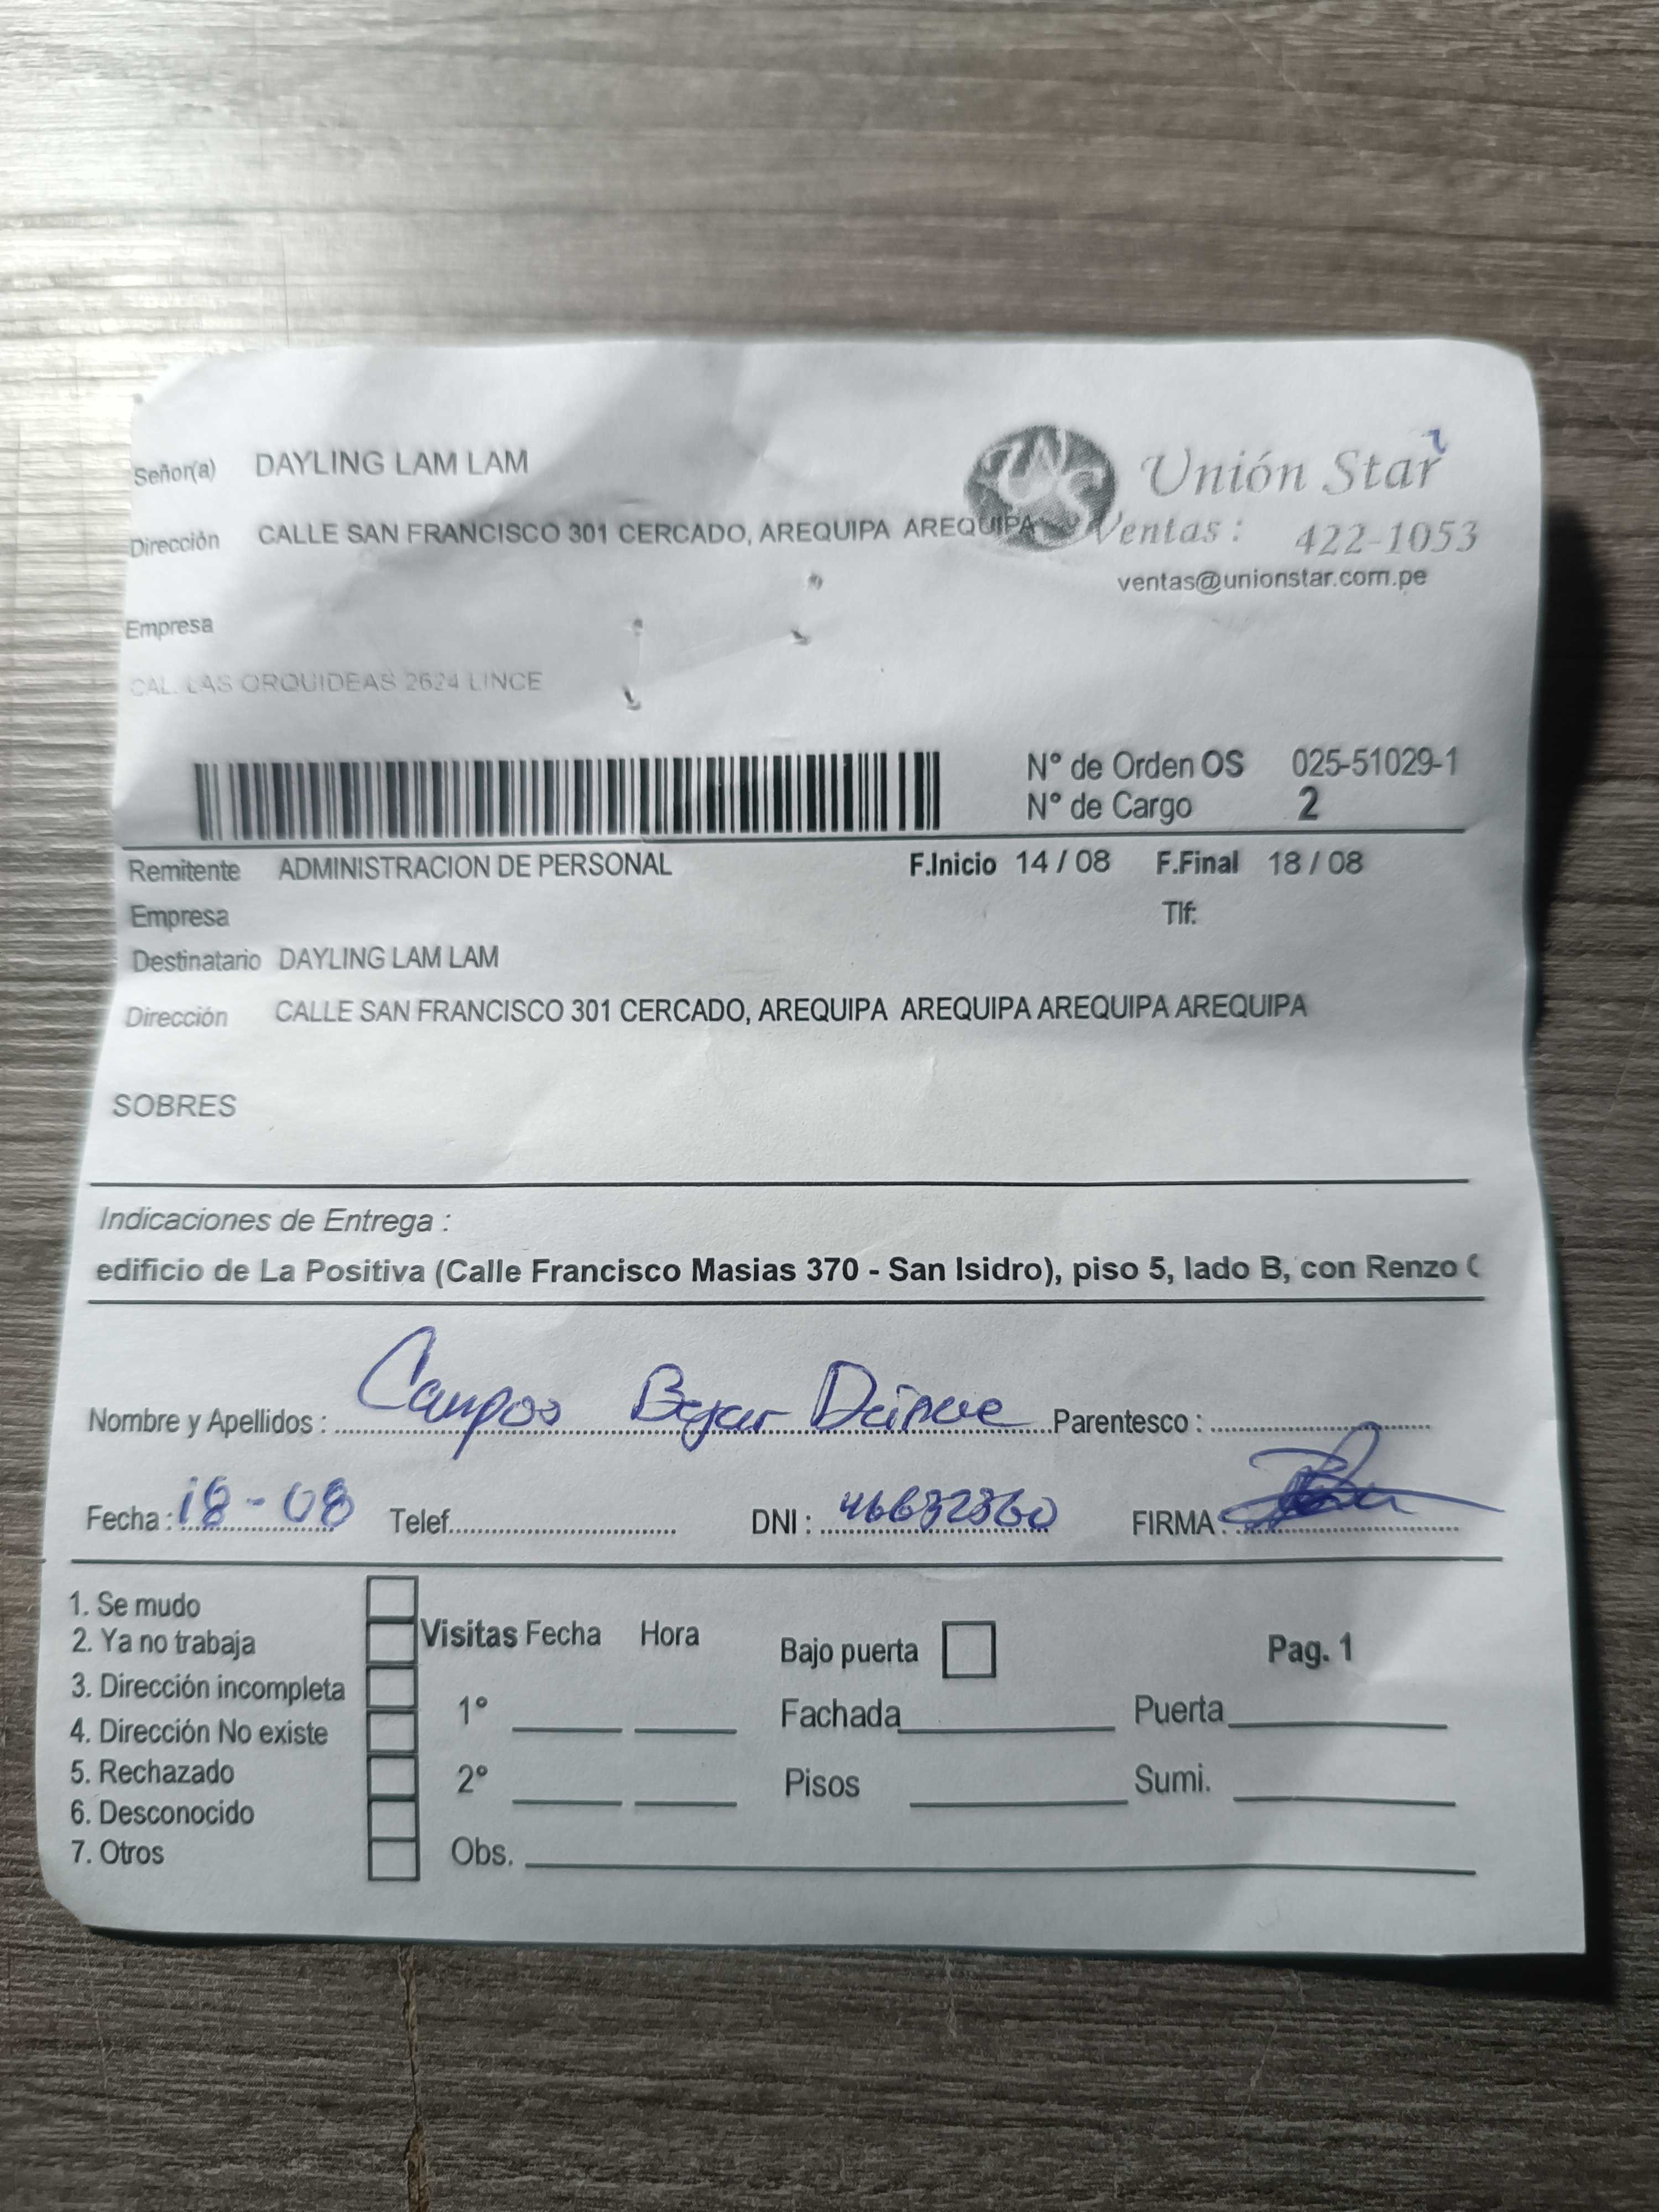 Señor(a) DAYLING LAM LAM
Unión Star
Dirección CALLE SAN FRANCISCO 301 CERCADO, AREQUIPA AREQUIPA
Ventas : 422-1053
ventas@unionstar.com.pe
Empresa
CAL. LAS ORQUIDEAS 2624 LINCE
N° de Orden OS 025-51029-1
N° de Cargo 2
Remitente ADMINISTRACION DE PERSONAL F.Inicio 14 / 08 F.Final 18 / 08
Empresa Tlf:
Destinatario DAYLING LAM LAM
Dirección CALLE SAN FRANCISCO 301 CERCADO, AREQUIPA AREQUIPA AREQUIPA AREQUIPA
SOBRES
Indicaciones de Entrega :
edificio de La Positiva (Calle Francisco Masias 370 - San Isidro), piso 5, lado B, con Renzo
Nombre y Apellidos : Campos Bejar Parentesco :
Fecha : 18-08 Telef. DNI : 46632360 FIRMA
1. Se mudo
2. Ya no trabaja
3. Dirección incompleta
4. Dirección No existe
5. Rechazado
6. Desconocido
7. Otros
Visitas Fecha Hora
1°
2°
Obs.
Bajo puerta Pag. 1
Fachada Puerta
Pisos Sumi.